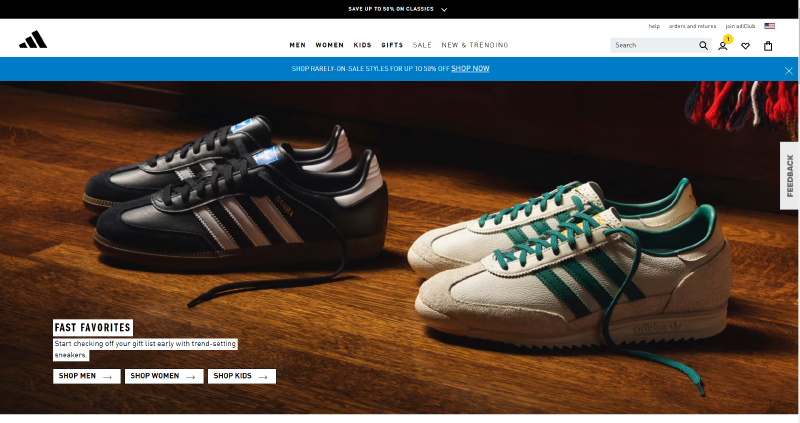 SAVE UP TO 50% ON CLASSICS
help
orders and returns
join adiClub
MEN
WOMEN
KIDS
GIFTS
SALE
NEW & TRENDING
Search
1
SHOP RARELY-ON-SALE STYLES FOR UP TO 50% OFF SHOP NOW
FEEDBACK
SAMBA
adidas
FAST FAVORITES
Start checking off your gift list early with trend-setting
sneakers.
SHOP MEN
SHOP WOMEN
SHOP KIDS